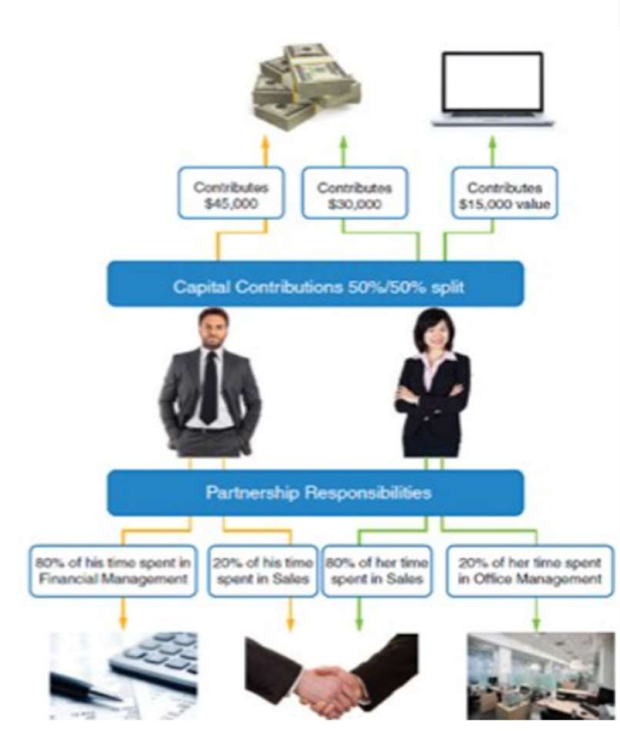 Contributes
$45,000
Contributes
$30,000
Contributes
$15,000 value
Capital Contributions 50%/50% split
Partnership Responsibilities
80% of his time spent in
Financial Management
20% of his time
spent in Sales
80% of her time
spent in Sales
20% of her time spent
in Office Management